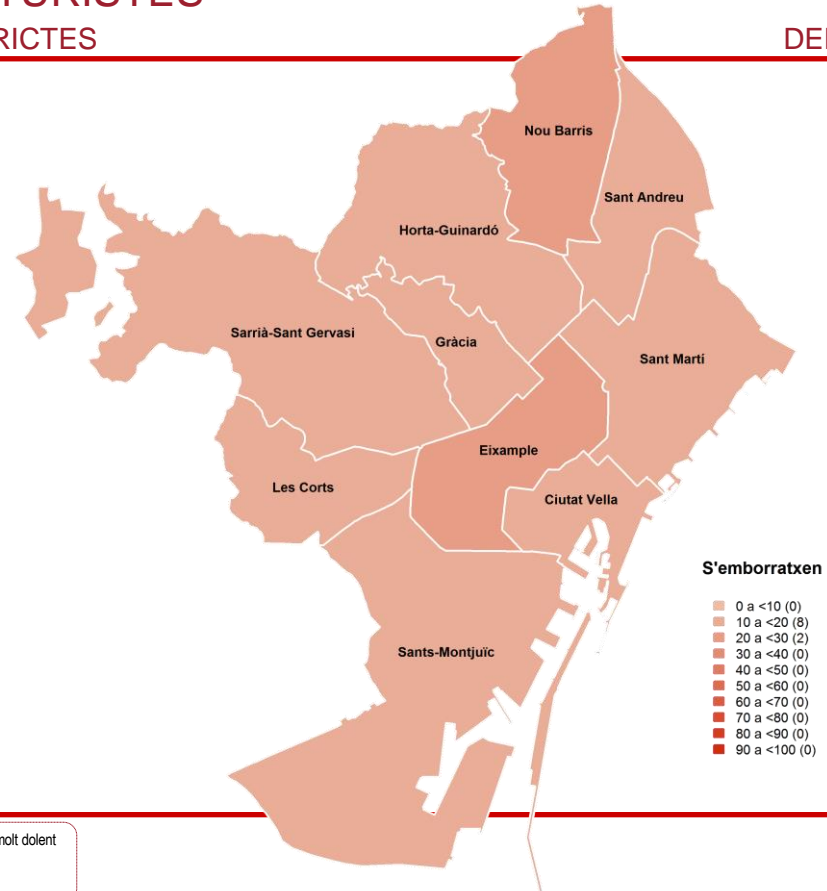 TURISTES
RICTES
DE
Nou Barris
Sant Andreu
Horta-Guinardó
Sarrià-Sant Gervasi
Gràcia
Sant Martí
Eixample
Les Corts
Ciutat Vella
Sants-Montjuïc
S'emborratxen
0 a <10 (0)
10 a <20 (8)
20 a <30 (2)
30 a <40 (0)
40 a <50 (0)
50 a <60 (0)
60 a <70 (0)
70 a <80 (0)
80 a <90 (0)
90 a <100 (0)
molt dolent